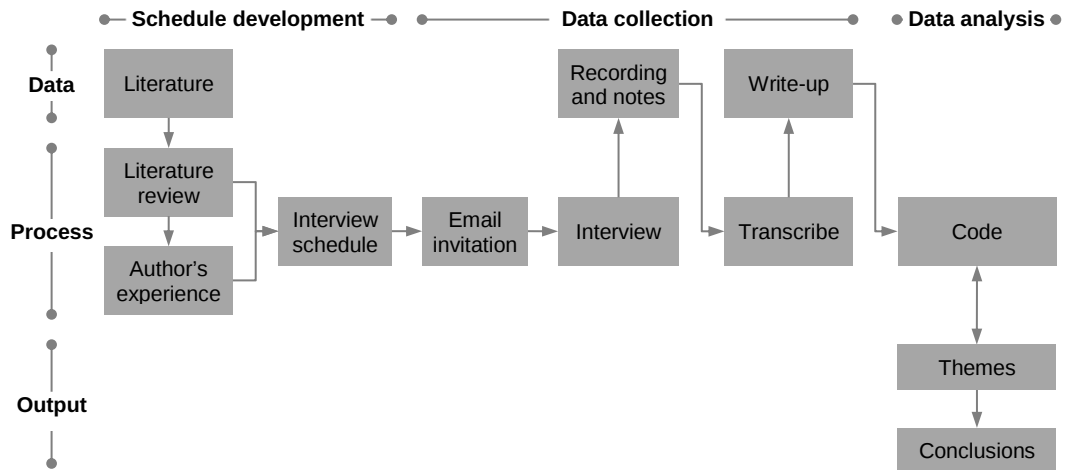 Schedule development
Data collection
Data analysis
Data
Literature
Recording
and notes
Write-up
Process
Literature
review
Author’s
experience
Interview
schedule
Email
invitation
Interview
Transcribe
Code
Output
Themes
Conclusions